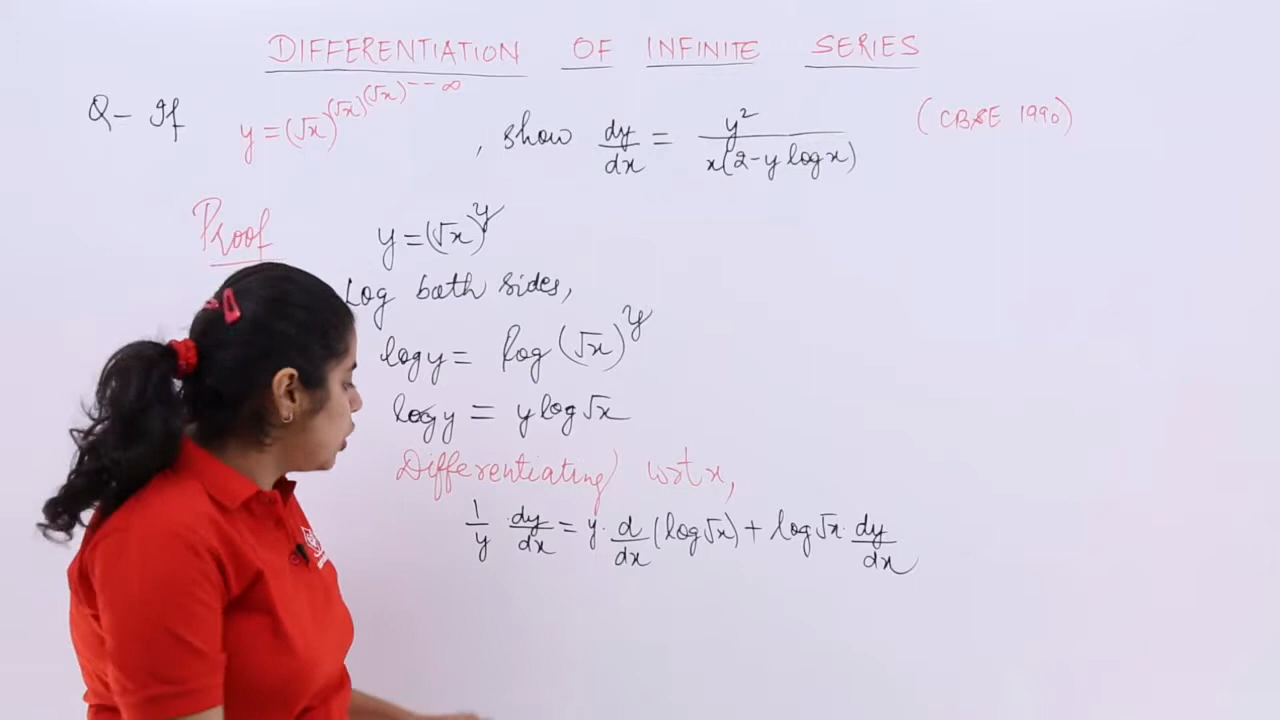 DIFFERENTIATION OF INFINITE SERIES
Q- If y = (√x)^(√x)^(√x)^---∞, show dy/dx = y²/x(2-y log x) (CBSE 1990)
Proof y = (√x)^y
Log both sides,
log y = log (√x)^y
log y = y log √x
Differentiating wrt x,
1/y dy/dx = y· d/dx (log √x) + log √x · dy/dx